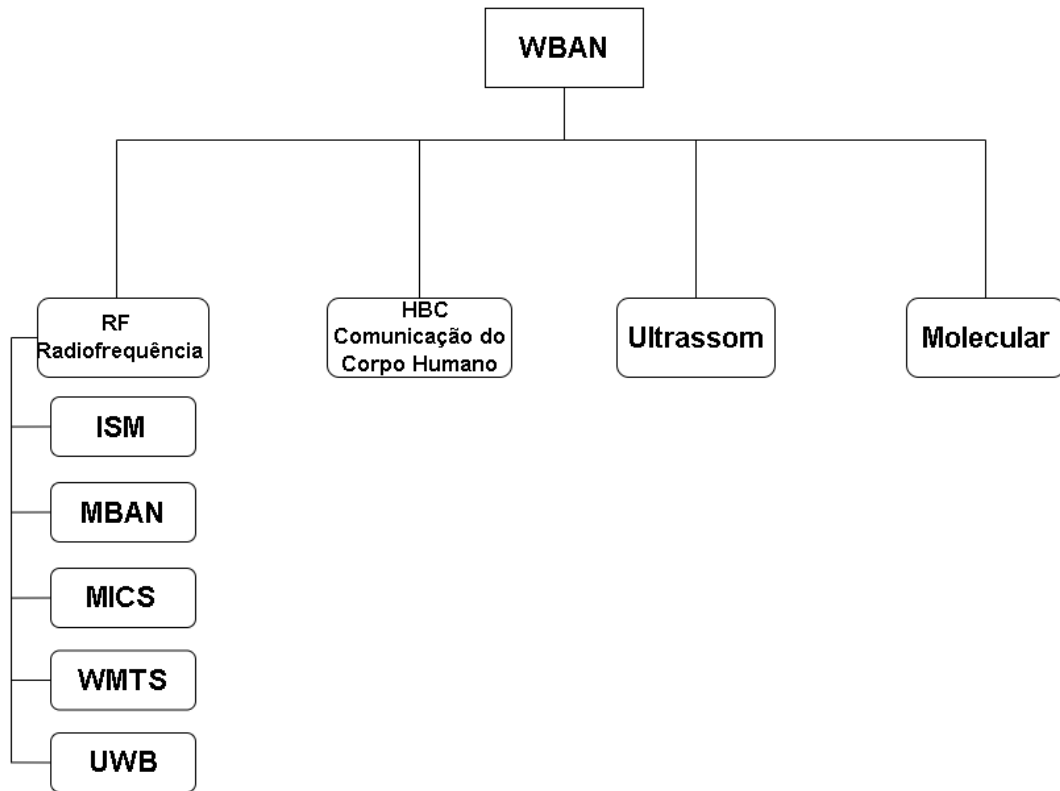 WBAN
RF
Radiofrequência
HBC
Comunicação do
Corpo Humano
Ultrassom
Molecular
ISM
MBAN
MICS
WMTS
UWB